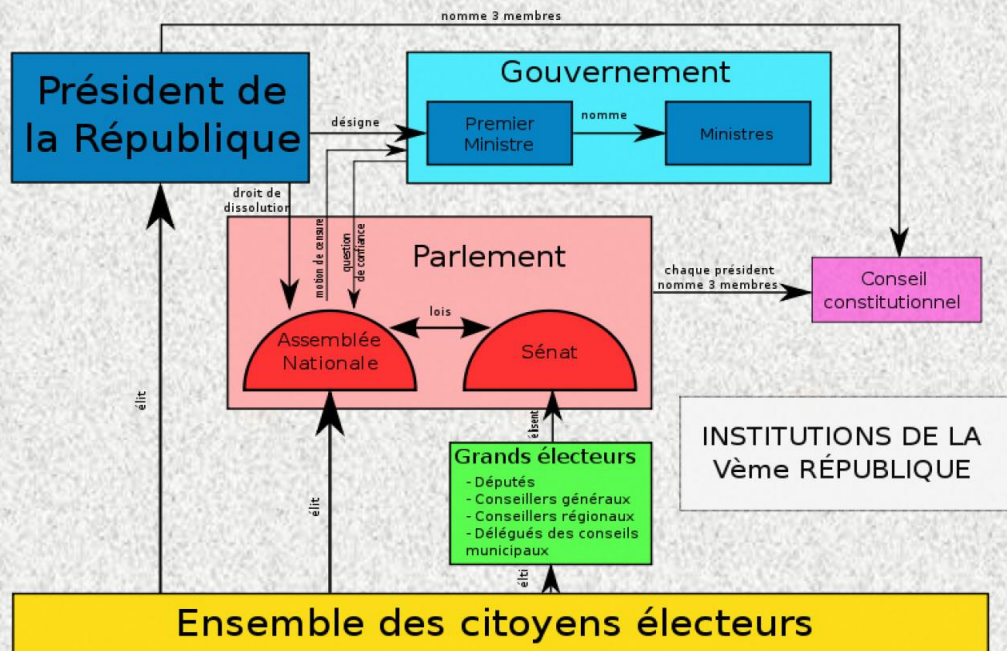 nomme 3 membres
Président de
la République
Gouvernement
désigne
Premier
Ministre
nomme
Ministres
droit de
dissolution
motion de censure
question
de confiance
Parlement
chaque président
nomme 3 membres
Conseil
constitutionnel
lois
Assemblée
Nationale
Sénat
élit
élit
élisent
INSTITUTIONS DE LA
Vème RÉPUBLIQUE
Grands électeurs
- Députés
- Conseillers généraux
- Conseillers régionaux
- Délégués des conseils
municipaux
élti
Ensemble des citoyens électeurs